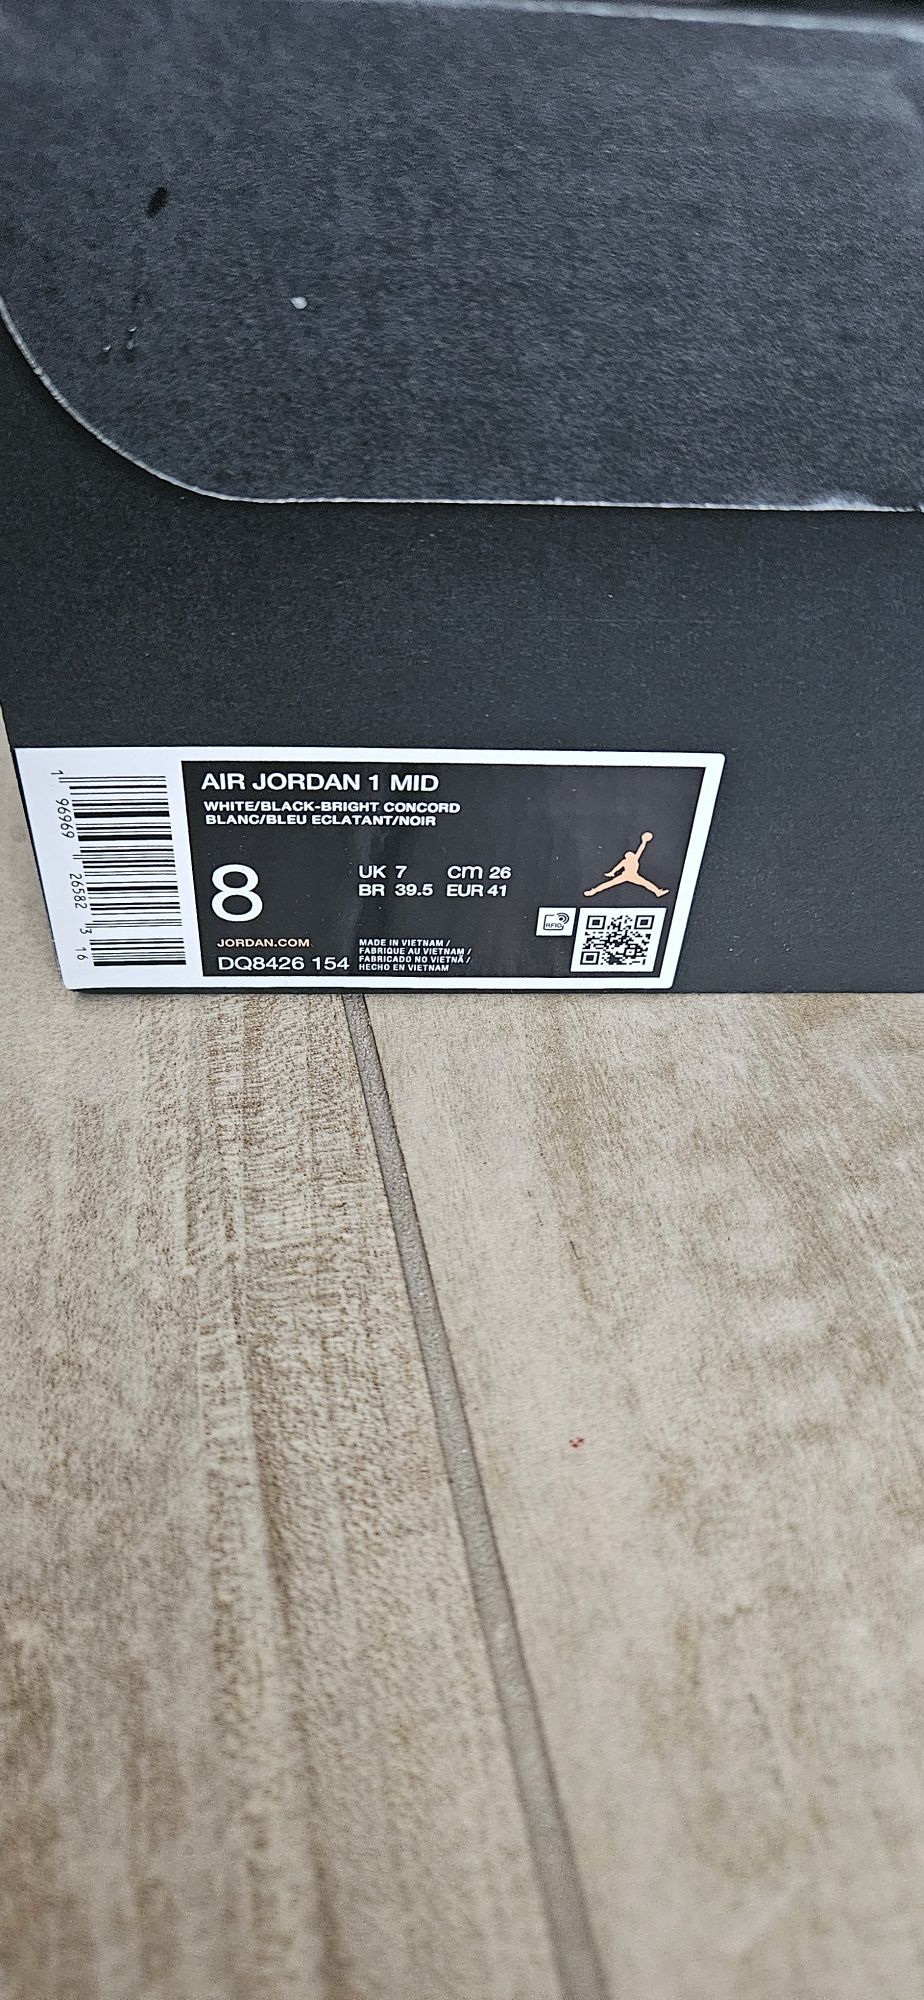 AIR JORDAN 1 MID
WHITE/BLACK-BRIGHT CONCORD
BLANC/BLEU ECLATANT/NOIR
8
UK 7 cm 26
BR 39.5 EUR 41
RFID
JORDAN.COM
DQ8426 154
MADE IN VIETNAM /
FABRIQUE AU VIETNAM /
FABRICADO NO VIETNÃ /
HECHO EN VIETNAM
1 96969 26582 3 16